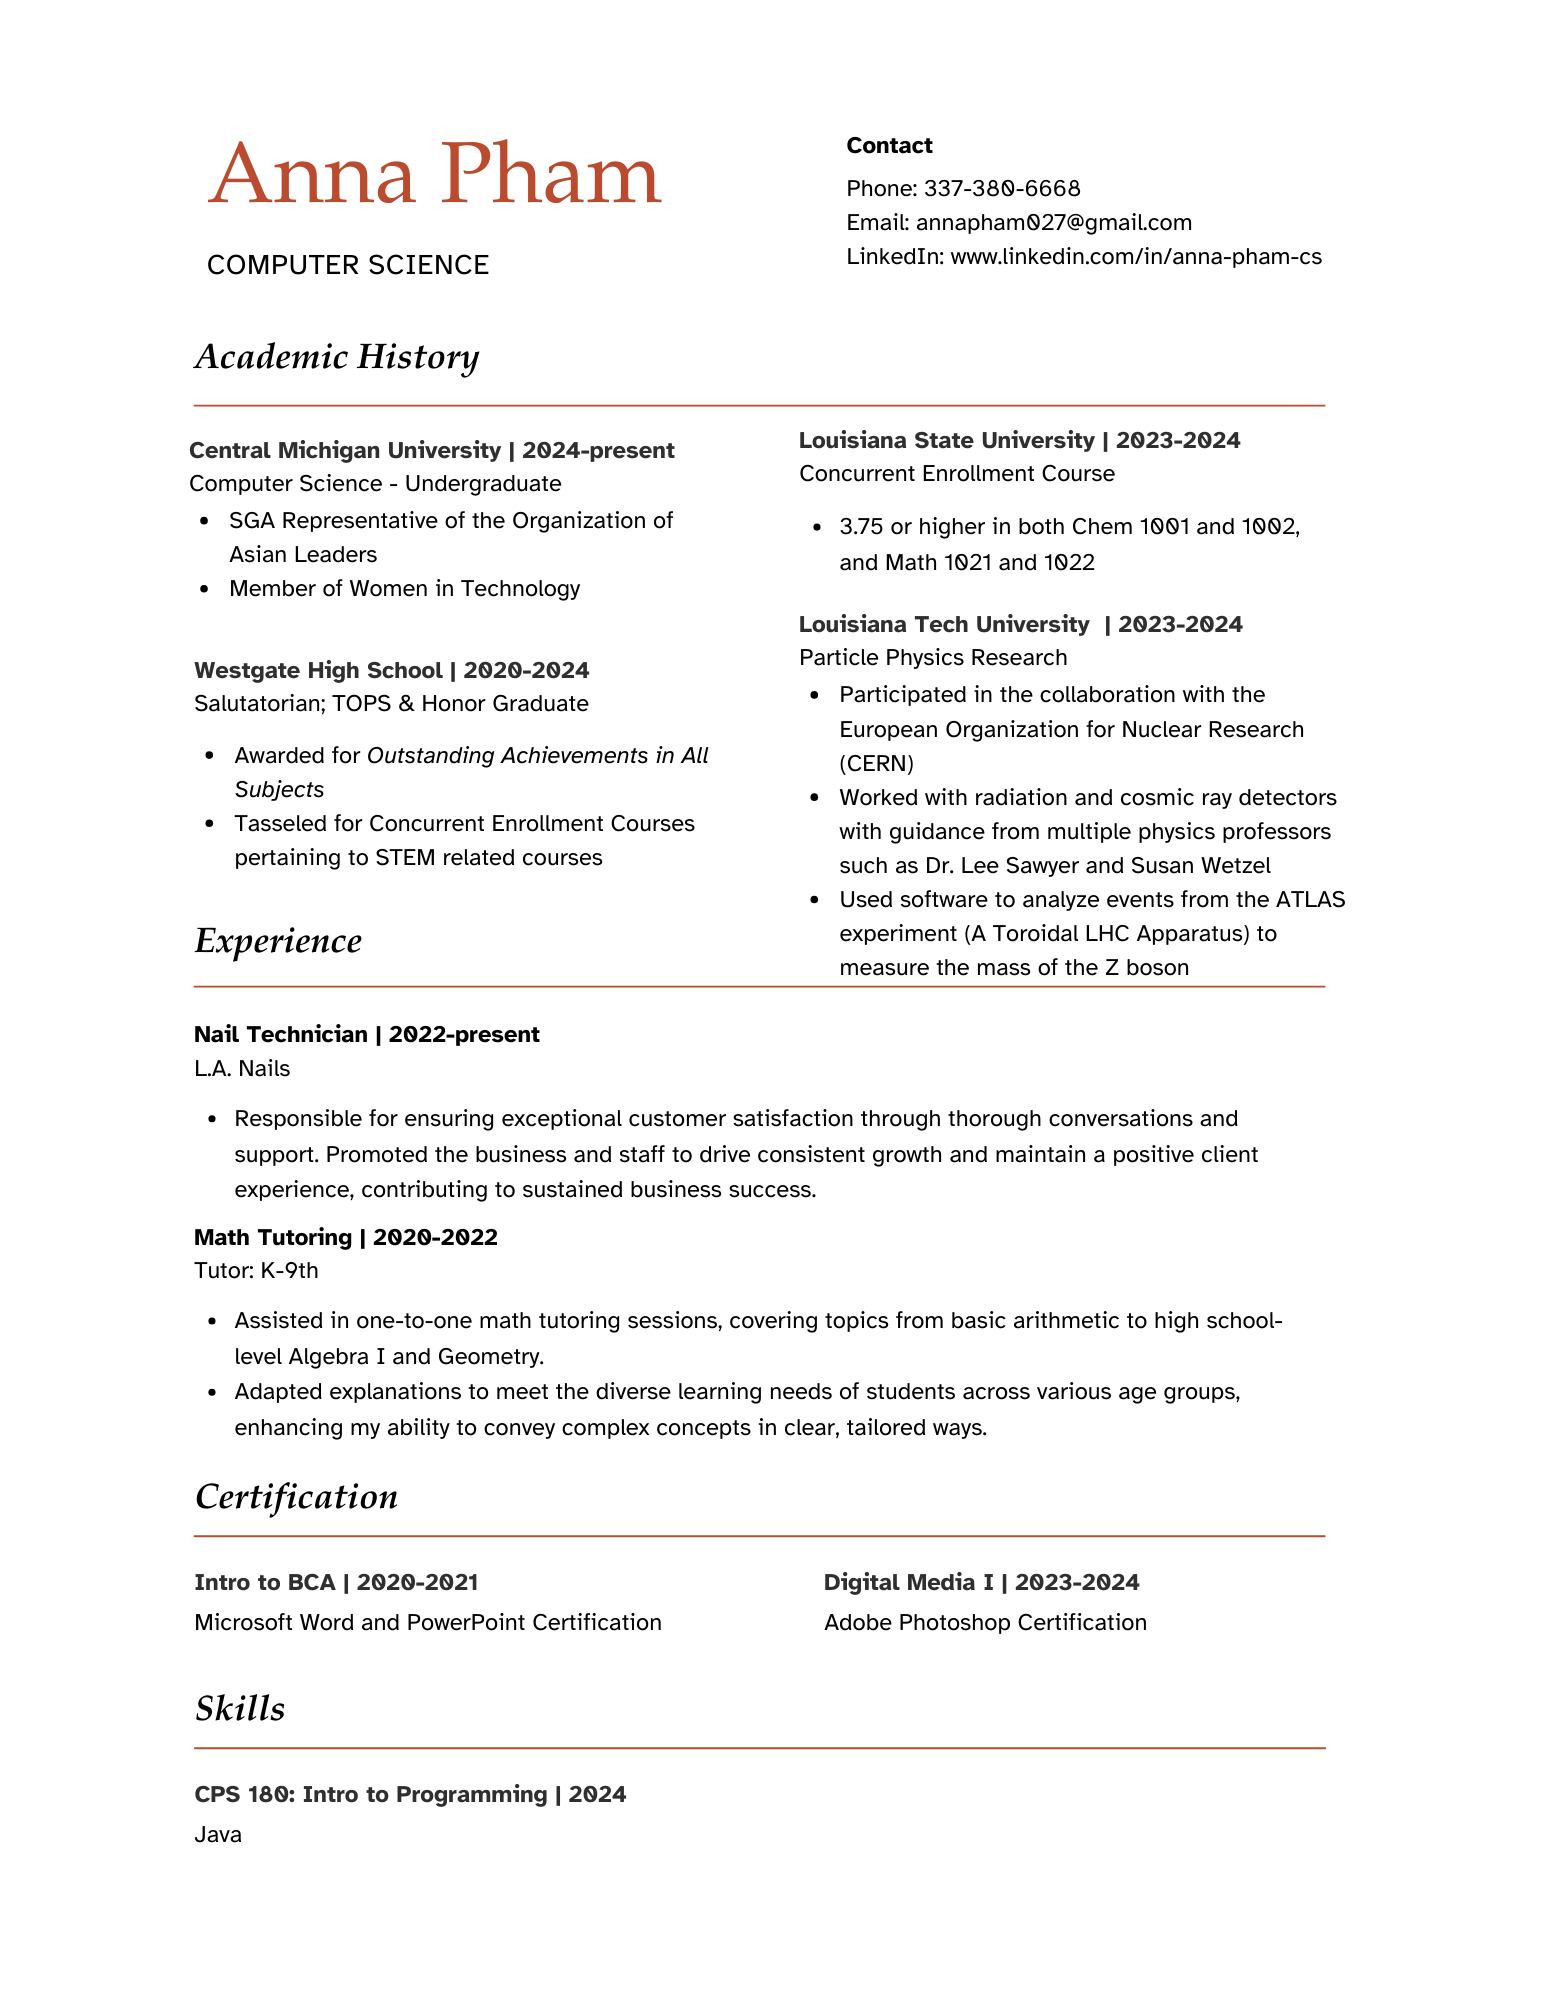 Anna Pham
COMPUTER SCIENCE
Contact
Phone: 337-380-6668
Email: annapham027@gmail.com
LinkedIn: www.linkedin.com/in/anna-pham-cs
Academic History
Central Michigan University | 2024-present
Computer Science - Undergraduate
• SGA Representative of the Organization of
Asian Leaders
• Member of Women in Technology
Westgate High School | 2020-2024
Salutatorian; TOPS & Honor Graduate
• Awarded for Outstanding Achievements in All
Subjects
• Tasseled for Concurrent Enrollment Courses
pertaining to STEM related courses
Louisiana State University | 2023-2024
Concurrent Enrollment Course
• 3.75 or higher in both Chem 1001 and 1002,
and Math 1021 and 1022
Louisiana Tech University | 2023-2024
Particle Physics Research
• Participated in the collaboration with the
European Organization for Nuclear Research
(CERN)
• Worked with radiation and cosmic ray detectors
with guidance from multiple physics professors
such as Dr. Lee Sawyer and Susan Wetzel
• Used software to analyze events from the ATLAS
experiment (A Toroidal LHC Apparatus) to
measure the mass of the Z boson
Experience
Nail Technician | 2022-present
L.A. Nails
• Responsible for ensuring exceptional customer satisfaction through thorough conversations and
support. Promoted the business and staff to drive consistent growth and maintain a positive client
experience, contributing to sustained business success.
Math Tutoring | 2020-2022
Tutor: K-9th
• Assisted in one-to-one math tutoring sessions, covering topics from basic arithmetic to high school-
level Algebra I and Geometry.
• Adapted explanations to meet the diverse learning needs of students across various age groups,
enhancing my ability to convey complex concepts in clear, tailored ways.
Certification
Intro to BCA | 2020-2021
Microsoft Word and PowerPoint Certification
Digital Media I | 2023-2024
Adobe Photoshop Certification
Skills
CPS 180: Intro to Programming | 2024
Java